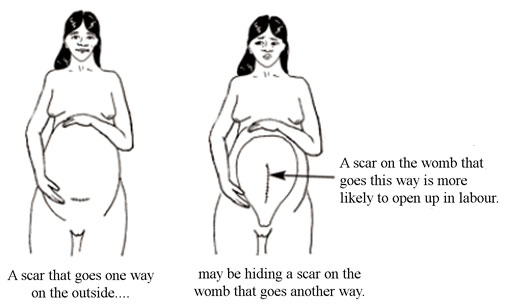 A scar on the womb that
goes this way is more
likely to open up in labour.
A scar that goes one way
on the outside....
may be hiding a scar on the
womb that goes another way.